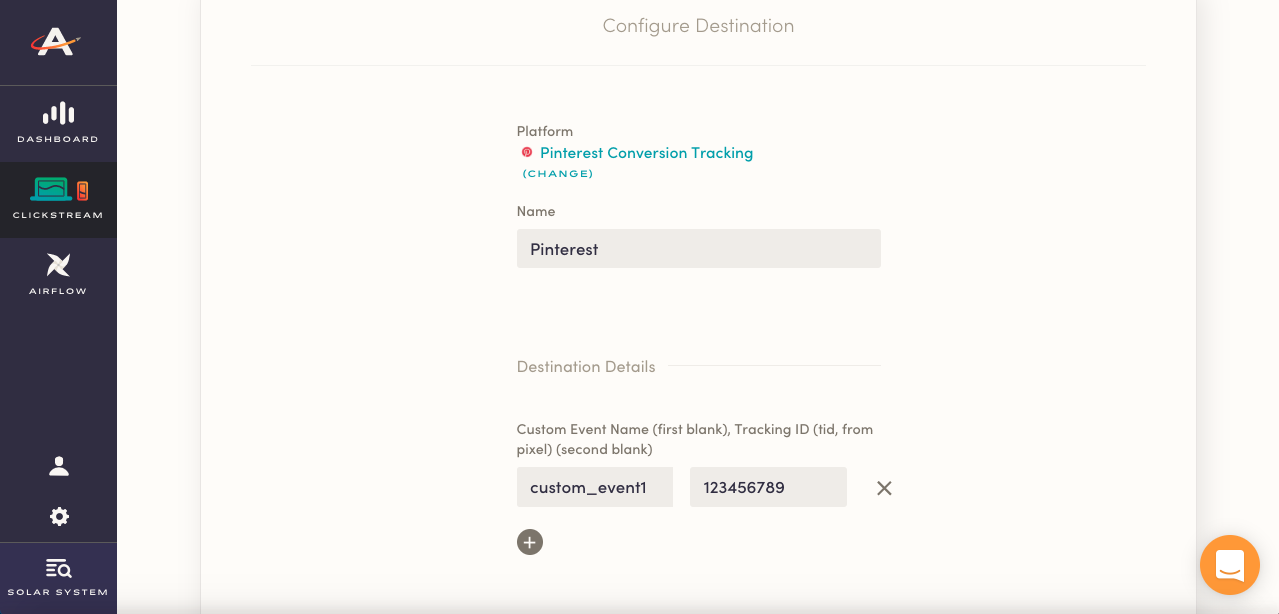 Configure Destination
DASHBOARD
CLICKSTREAM
AIRFLOW
SOLAR SYSTEM
Platform
Pinterest Conversion Tracking
(CHANGE)
Name
Pinterest
Destination Details
Custom Event Name (first blank), Tracking ID (tid, from
pixel) (second blank)
custom_event1 123456789